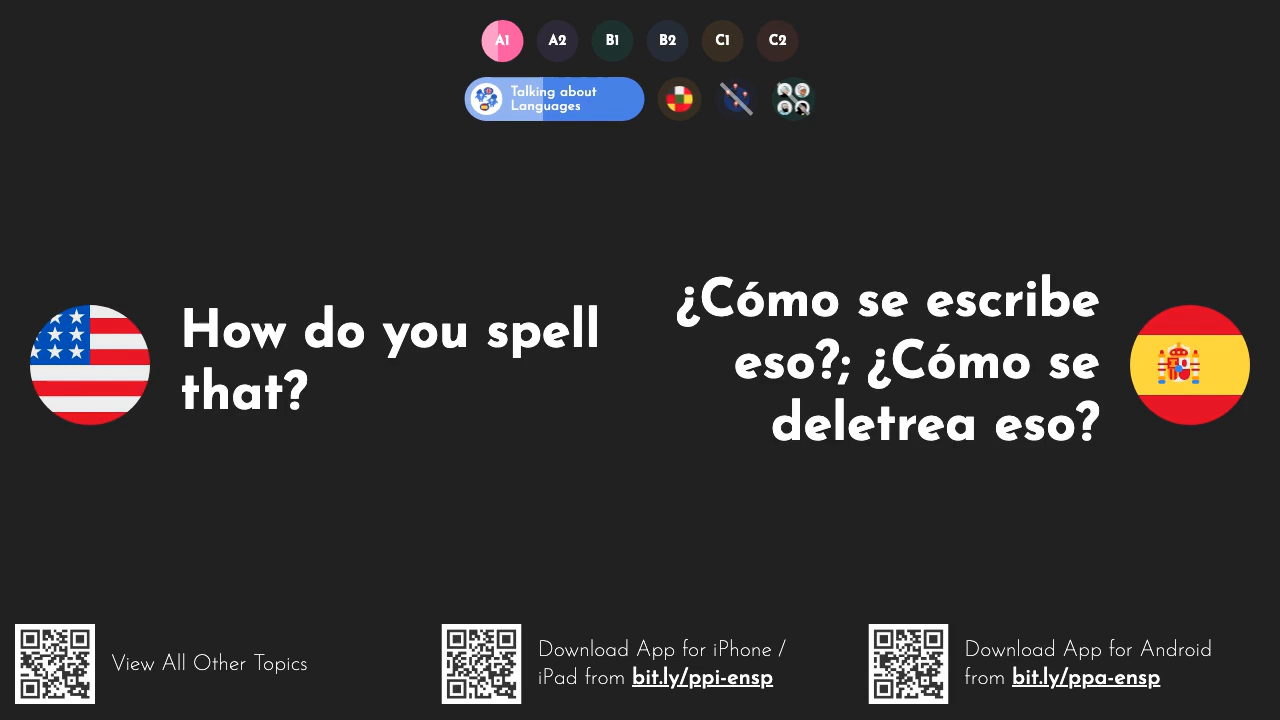 A1 A2 B1 B2 C1 C2
Talking about
Languages
How do you spell
that?
¿Cómo se escribe
eso?; ¿Cómo se
deletrea eso?
View All Other Topics
Download App for iPhone /
iPad from bit.ly/ppi-ensp
Download App for Android
from bit.ly/ppa-ensp